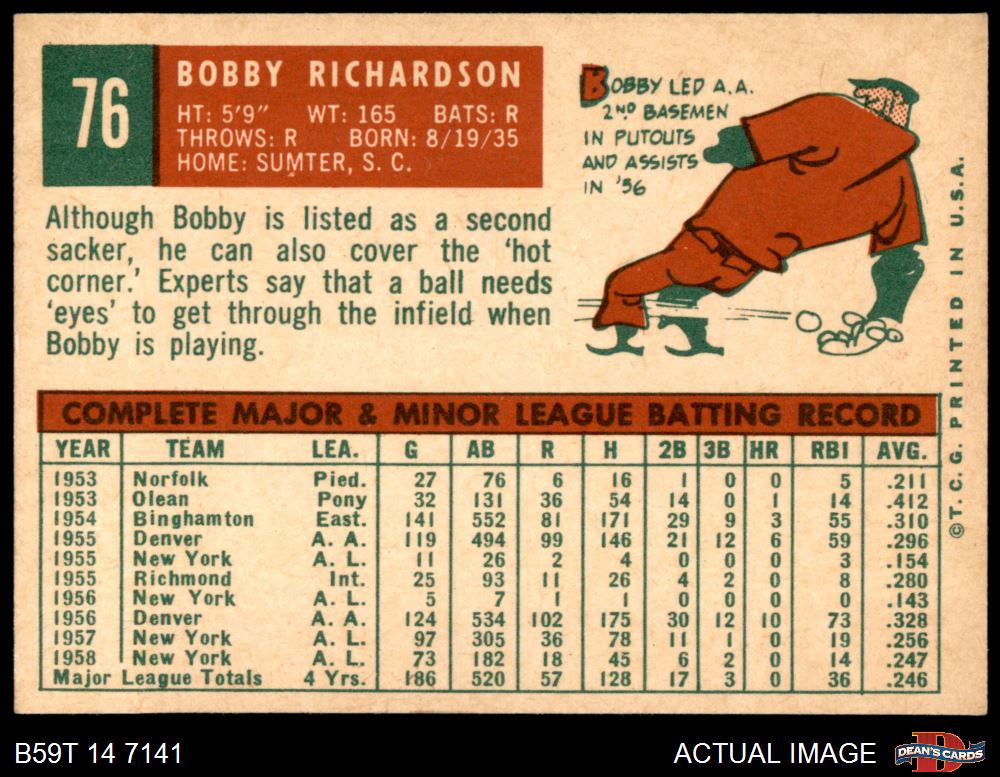 76
BOBBY RICHARDSON
HT: 5'9" WT: 165 BATS: R
THROWS: R BORN: 8/19/35
HOME: SUMTER, S. C.
BOBBY LED A.A.
2ND BASEMEN
IN PUTOUTS
AND ASSISTS
IN '56
Although Bobby is listed as a second
sacker, he can also cover the 'hot
corner.' Experts say that a ball needs
'eyes' to get through the infield when
Bobby is playing.
COMPLETE MAJOR & MINOR LEAGUE BATTING RECORD
YEAR TEAM LEA. G AB R H 2B 3B HR RBI AVG.
1953 Norfolk Pied. 27 76 6 16 1 0 0 5 .211
1953 Olean Pony 32 131 36 54 14 0 1 14 .412
1954 Binghamton East. 141 552 81 171 29 9 3 55 .310
1955 Denver A. A. 119 494 99 146 21 12 6 59 .296
1955 New York A. L. 11 26 2 4 0 0 0 3 .154
1955 Richmond Int. 25 93 11 26 4 2 0 8 .280
1956 New York A. L. 5 7 1 1 0 0 0 0 .143
1956 Denver A. A. 124 534 102 175 30 12 10 73 .328
1957 New York A. L. 97 305 36 78 11 1 0 19 .256
1958 New York A. L. 73 182 18 45 6 2 0 14 .247
Major League Totals 4 Yrs. 186 520 57 128 17 3 0 36 .246
©T. C. G. PRINTED IN U.S.A.
B59T 14 7141
ACTUAL IMAGE
D
DEAN'S CARDS